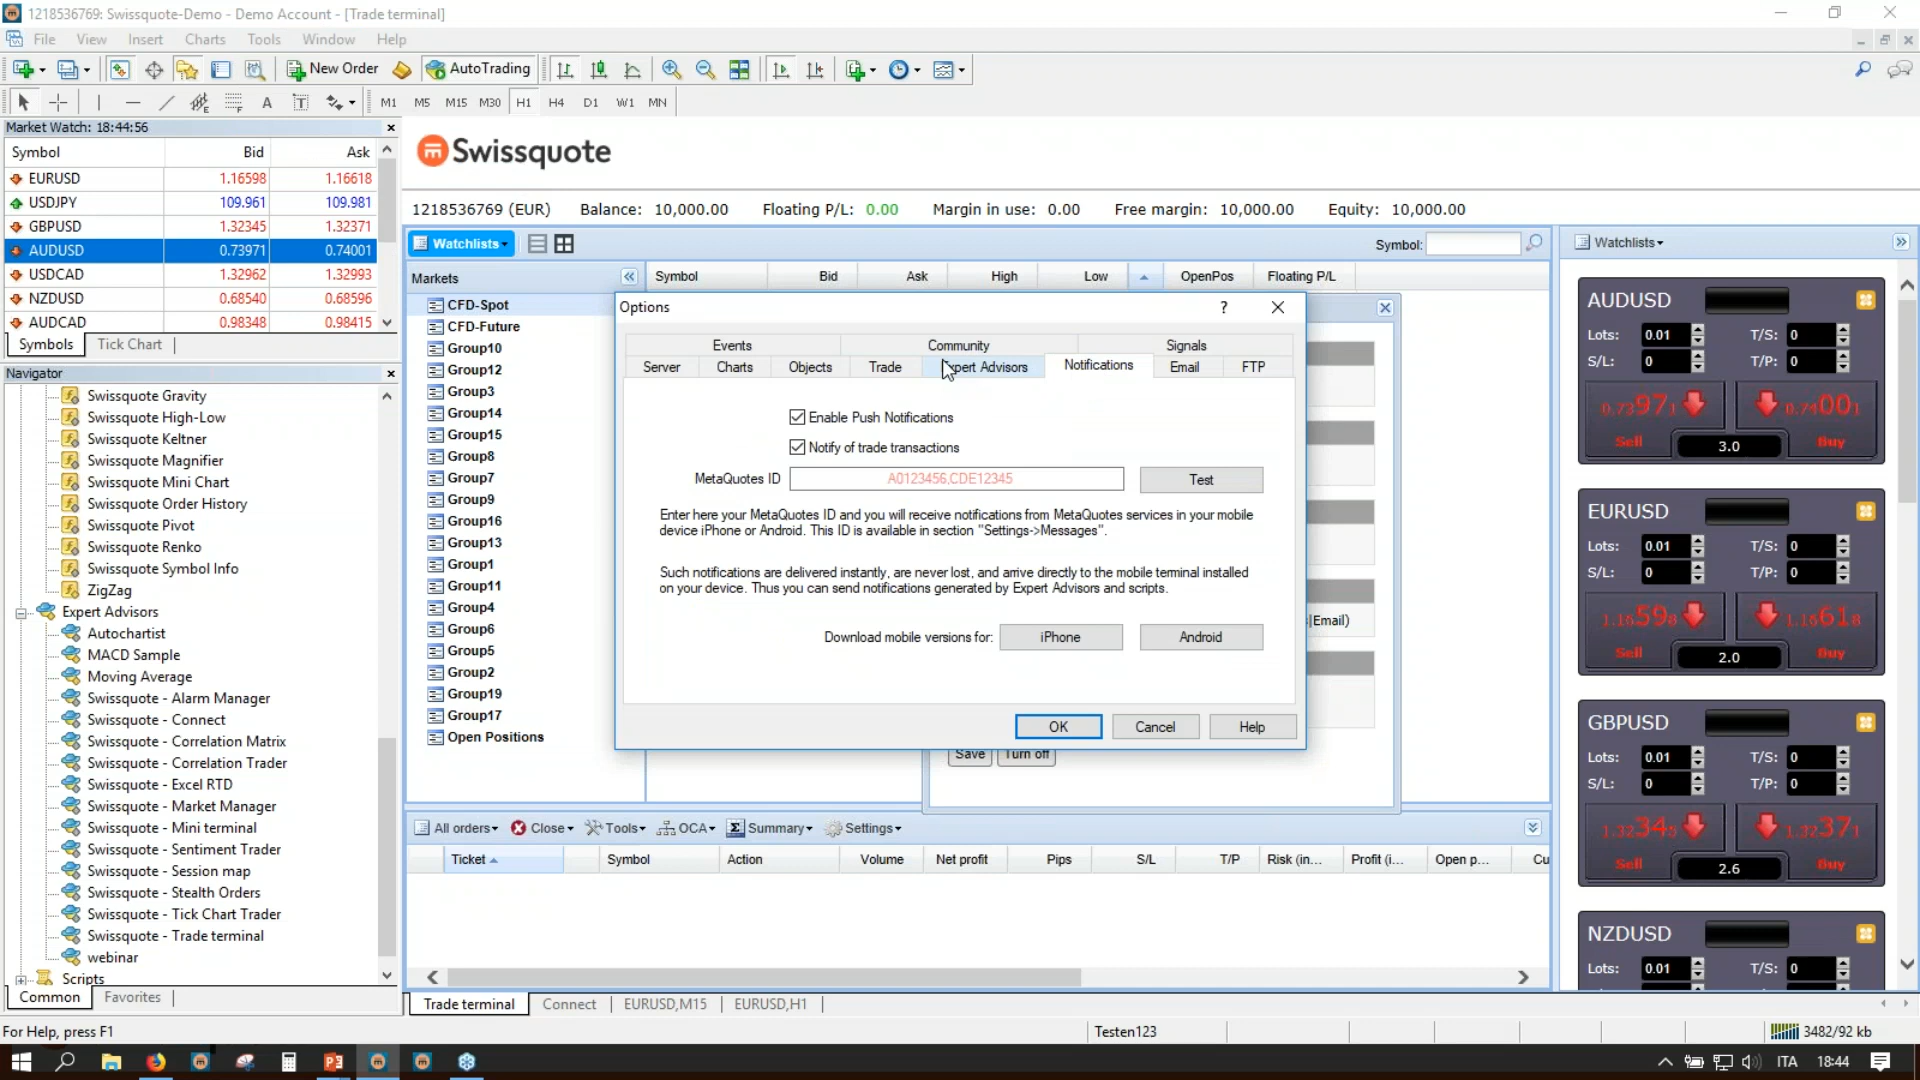 1218536769: Swissquote-Demo - Demo Account - [Trade terminal]
File View Insert Charts Tools Window Help
New Order AutoTrading
A T M1 M5 M15 M30 H1 H4 D1 W1 MN
Market Watch: 18:44:56
Symbol Bid Ask
EURUSD 1.16598 1.16618
USDJPY 109.961 109.981
GBPUSD 1.32345 1.32371
AUDUSD 0.73971 0.74001
USDCAD 1.32962 1.32993
NZDUSD 0.68540 0.68596
AUDCAD 0.98348 0.98415
Symbols Tick Chart
Navigator
Swissquote Gravity
Swissquote High-Low
Swissquote Keltner
Swissquote Magnifier
Swissquote Mini Chart
Swissquote Order History
Swissquote Pivot
Swissquote Renko
Swissquote Symbol Info
ZigZag
Expert Advisors
Autochartist
MACD Sample
Moving Average
Swissquote - Alarm Manager
Swissquote - Connect
Swissquote - Correlation Matrix
Swissquote - Correlation Trader
Swissquote - Excel RTD
Swissquote - Market Manager
Swissquote - Mini terminal
Swissquote - Sentiment Trader
Swissquote - Session map
Swissquote - Stealth Orders
Swissquote - Tick Chart Trader
Swissquote - Trade terminal
webinar
Scripts
Common Favorites
Swissquote
1218536769 (EUR) Balance: 10,000.00 Floating P/L: 0.00 Margin in use: 0.00 Free margin: 10,000.00 Equity: 10,000.00
Watchlists Symbol:
Markets
Symbol Bid Ask High Low OpenPos Floating P/L
CFD-Spot
CFD-Future
Group10
Group12
Group3
Group14
Group15
Group8
Group7
Group9
Group16
Group13
Group1
Group11
Group4
Group6
Group5
Group2
Group19
Group17
Open Positions
Options
Events Community Signals
Server Charts Objects Trade Expert Advisors Notifications Email FTP
Enable Push Notifications
Notify of trade transactions
MetaQuotes ID A0123456,CDE12345 Test
Enter here your MetaQuotes ID and you will receive notifications from MetaQuotes services in your mobile
device iPhone or Android. This ID is available in section "Settings->Messages".
Such notifications are delivered instantly, are never lost, and arrive directly to the mobile terminal installed
on your device. Thus you can send notifications generated by Expert Advisors and scripts.
Download mobile versions for: iPhone Android
OK Cancel Help
|Email)
Save Turn off
All orders Close Tools OCA Summary Settings
Ticket Symbol Action Volume Net profit Pips S/L T/P Risk (in... Profit (i... Open p... Cu
Trade terminal Connect EURUSD,M15 EURUSD,H1
Watchlists
AUDUSD
Lots: 0.01 T/S: 0
S/L: 0 T/P: 0
0.73971 0.74001
Sell 3.0 Buy
EURUSD
Lots: 0.01 T/S: 0
S/L: 0 T/P: 0
1.16598 1.16618
Sell 2.0 Buy
GBPUSD
Lots: 0.01 T/S: 0
S/L: 0 T/P: 0
1.32345 1.32371
Sell 2.6 Buy
NZDUSD
Lots: 0.01 T/S: 0
For Help, press F1 Testen123 3482/92 kb
ITA 18:44